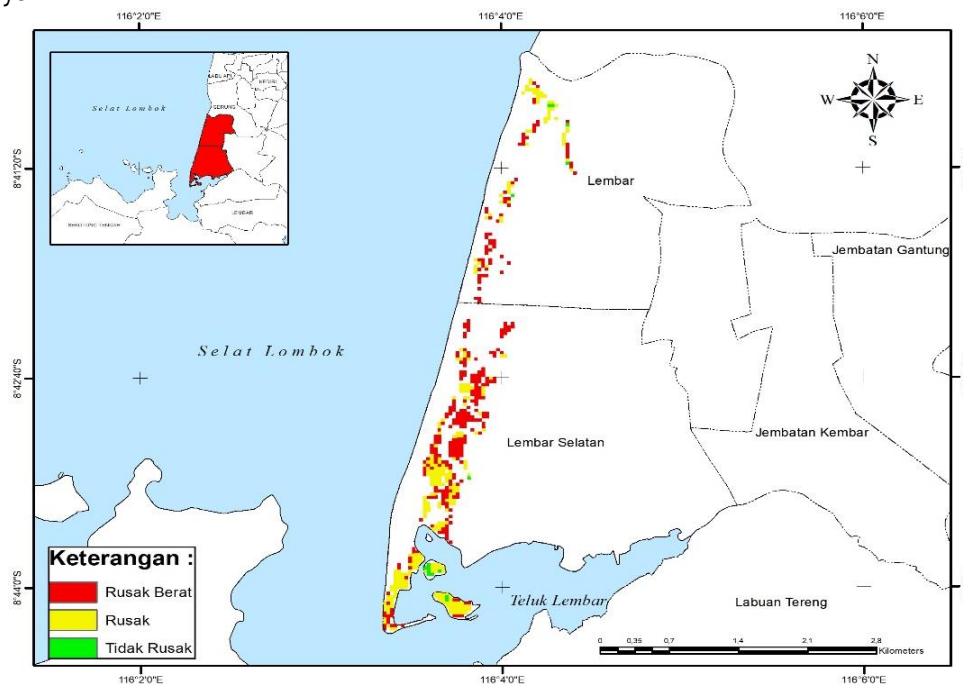 116°2'0"E 116°4'0"E 116°6'0"E
Selat Lombok
GERUNG
LEMBAR
N
W E
S
8°41'20"S
Lembar
Jembatan Gantung
Selat Lombok
8°42'40"S
Jembatan Kembar
Lembar Selatan
Keterangan :
Rusak Berat
Rusak
Tidak Rusak
8°44'0"S
Teluk Lembar
Labuan Tereng
0 0,35 0,7 1,4 2,1 2,8
Kilometers
116°2'0"E 116°4'0"E 116°6'0"E